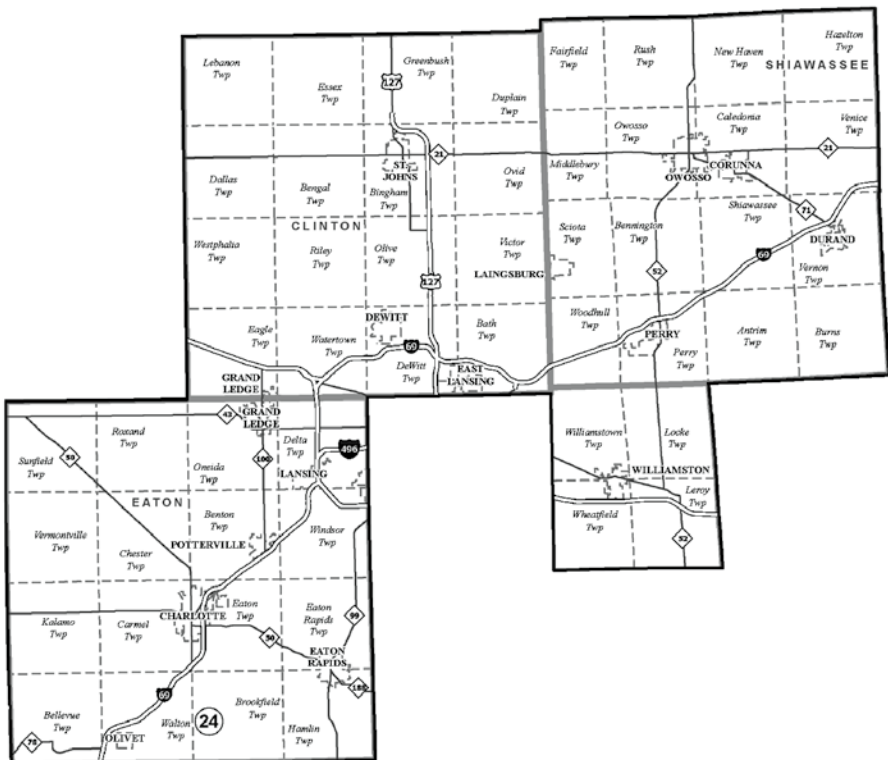 Lebanon
Twp
Essex
Twp
Greenbush
Twp
127
Duplain
Twp
Fairfield
Twp
Rush
Twp
New Haven
Twp
Hazelton
Twp
SHIAWASSEE
Owosso
Twp
Caledonia
Twp
Venice
Twp
21
21
ST.
JOHNS
Dallas
Twp
Bengal
Twp
Bingham
Twp
Ovid
Twp
Middlebury
Twp
OWOSSO
CORUNNA
CLINTON
Westphalia
Twp
Riley
Twp
Olive
Twp
Victor
Twp
LAINGSBURG
Sciota
Twp
Bennington
Twp
Shiawassee
Twp
71
DURAND
127
52
69
Vernon
Twp
Eagle
Twp
Watertown
Twp
DEWITT
69
DeWitt
Twp
Bath
Twp
EAST
LANSING
Woodhull
Twp
PERRY
Perry
Twp
Antrim
Twp
Burns
Twp
GRAND
LEDGE
GRAND
LEDGE
43
Roxand
Twp
Sunfield
Twp
50
Oneida
Twp
100
Delta
Twp
496
LANSING
Williamstown
Twp
Locke
Twp
WILLIAMSTON
Leroy
Twp
Wheatfield
Twp
52
EATON
Vermontville
Twp
Chester
Twp
Benton
Twp
POTTERVILLE
Windsor
Twp
Kalamo
Twp
Carmel
Twp
CHARLOTTE
Eaton
Twp
50
Eaton
Rapids
Twp
99
EATON
RAPIDS
188
69
Bellevue
Twp
78
OLIVET
Walton
Twp
24
Brookfield
Twp
Hamlin
Twp